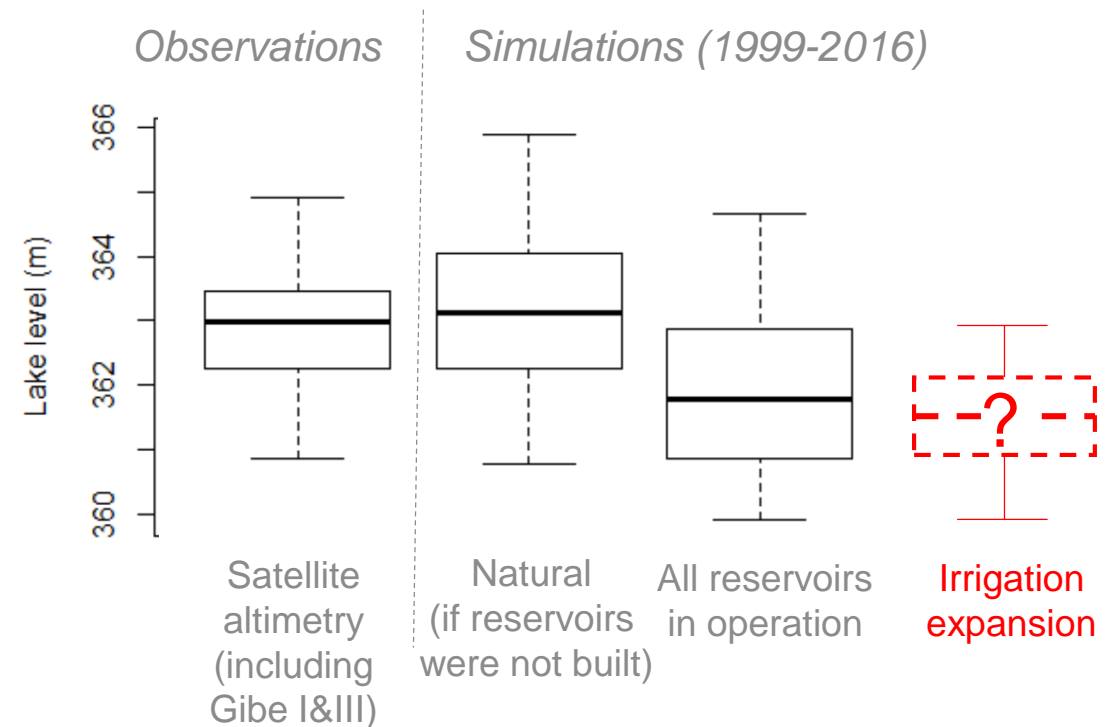 Observations
Simulations (1999-2016)
Lake level (m)
366
364
362
360
?
Satellite
altimetry
(including
Gibe I&III)
Natural
(if reservoirs
were not built)
All reservoirs
in operation
Irrigation
expansion